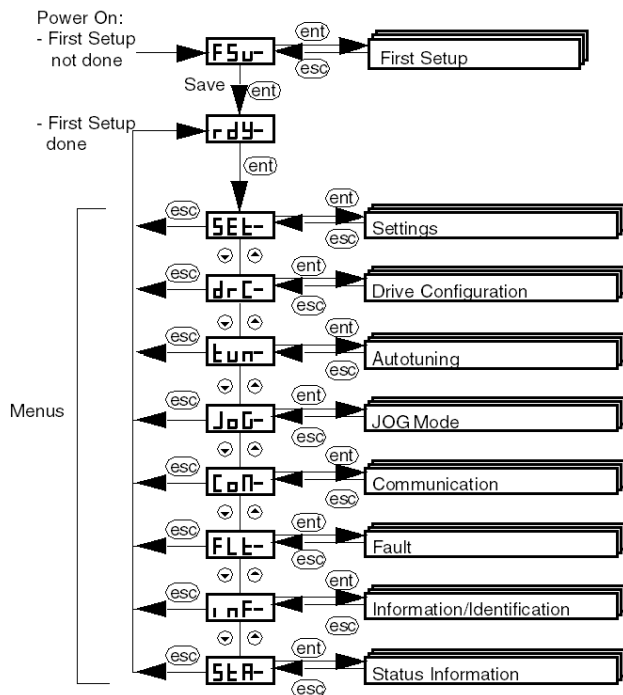 Power On:
- First Setup
not done
FSu-
ent
esc
First Setup
Save
ent
- First Setup
done
rdY-
ent
Menus
esc
SEt-
ent
esc
Settings
esc
drC-
ent
esc
Drive Configuration
esc
tun-
ent
esc
Autotuning
esc
JoG-
ent
esc
JOG Mode
esc
CoM-
ent
esc
Communication
esc
FLt-
ent
esc
Fault
esc
inF-
ent
esc
Information/Identification
esc
StA-
ent
esc
Status Information